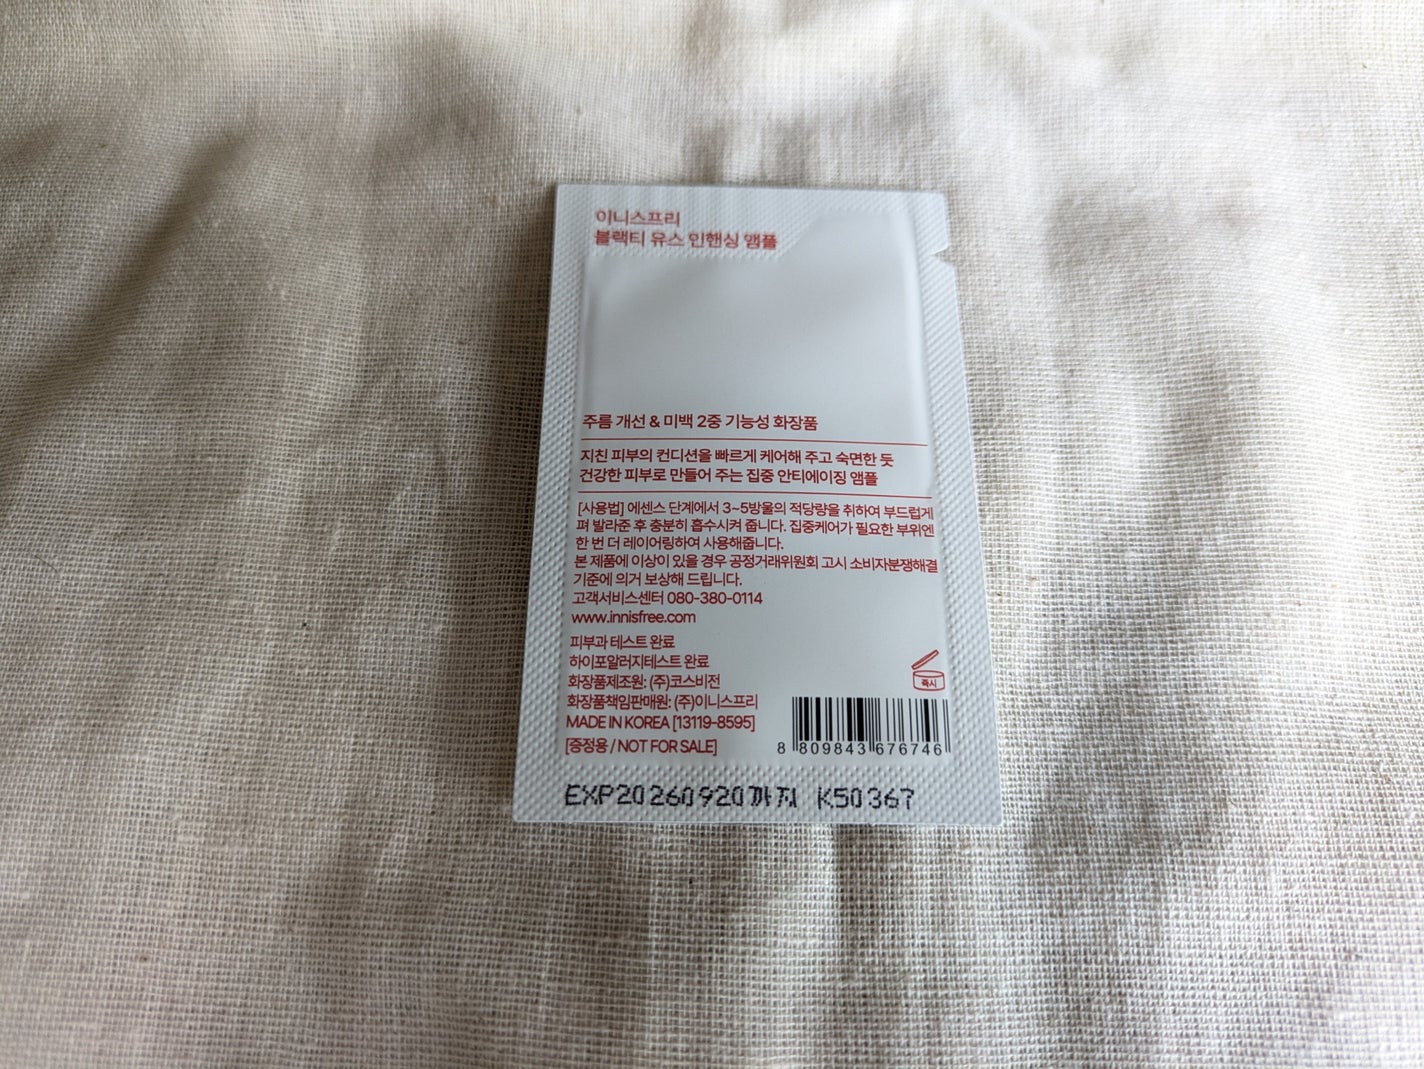 이니스프리
블랙티 유스 인핸싱 앰플
주름 개선 & 미백 2중 기능성 화장품
지친 피부의 컨디션을 빠르게 케어해 주고 숙면한 듯
건강한 피부로 만들어 주는 집중 안티에이징 앰플
[사용법] 에센스 단계에서 3~5방울의 적당량을 취하여 부드럽게
펴 발라준 후 충분히 흡수시켜 줍니다. 집중케어가 필요한 부위엔
한 번 더 레이어링하여 사용해줍니다.
본 제품에 이상이 있을 경우 공정거래위원회 고시 소비자분쟁해결
기준에 의거 보상해 드립니다.
고객서비스센터 080-380-0114
www.innisfree.com
피부과 테스트 완료
하이포알러지테스트 완료
화장품제조원: (주)코스비전
화장품책임판매원: (주)이니스프리
MADE IN KOREA [13119-8595]
[증정용 / NOT FOR SALE]
즉시
8 809843 676746
EXP20260920까지 K50367